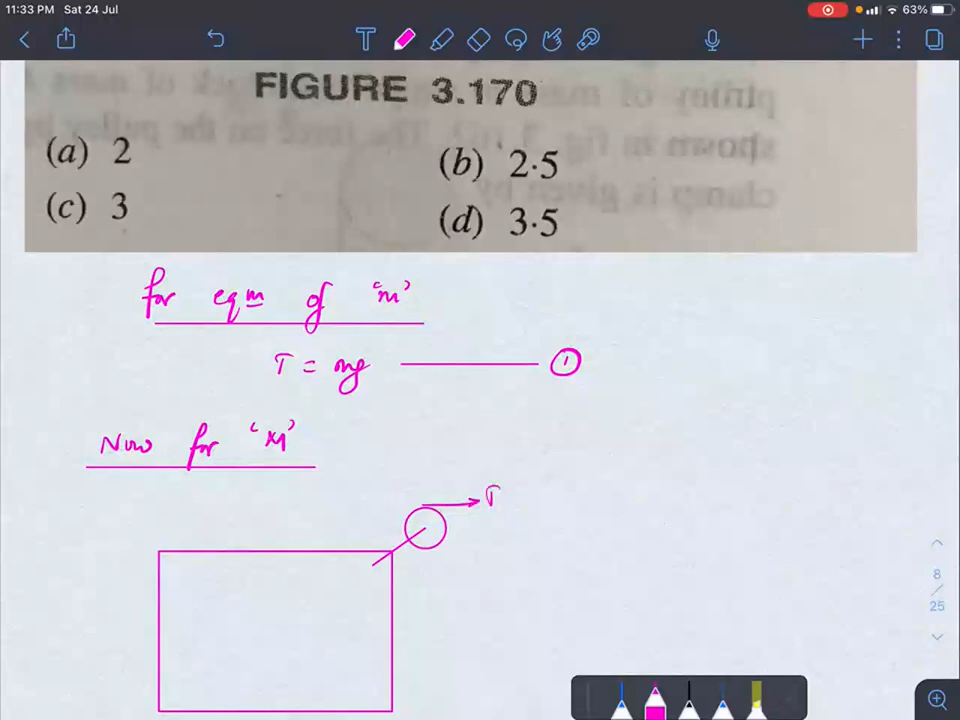 11:33 PM Sat 24 Jul
63%
FIGURE 3.170
(a) 2
(b) 2·5
(c) 3
(d) 3·5
for eqm of 'm'
T = mg ——— ①
Now for 'M'
T
8
/
25